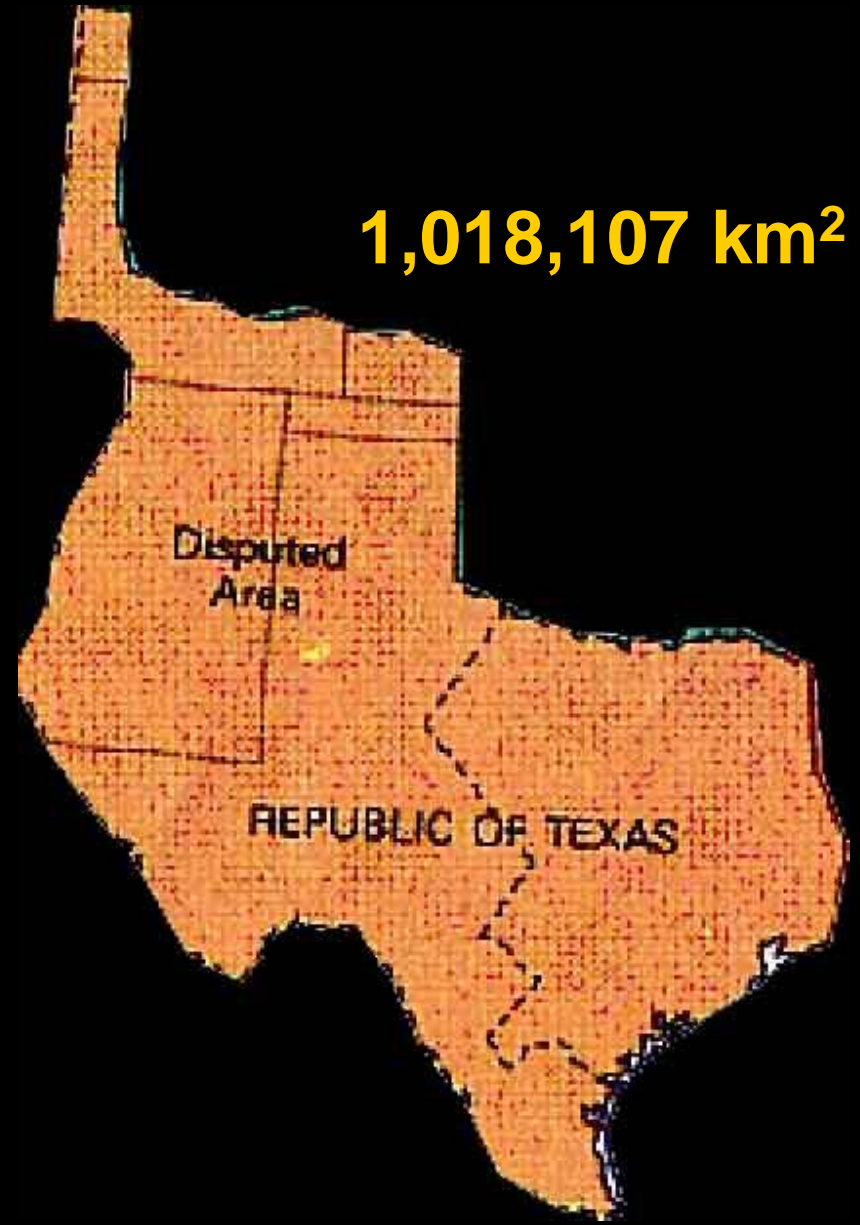 1,018,107 km²
Disputed
Area
REPUBLIC OF TEXAS